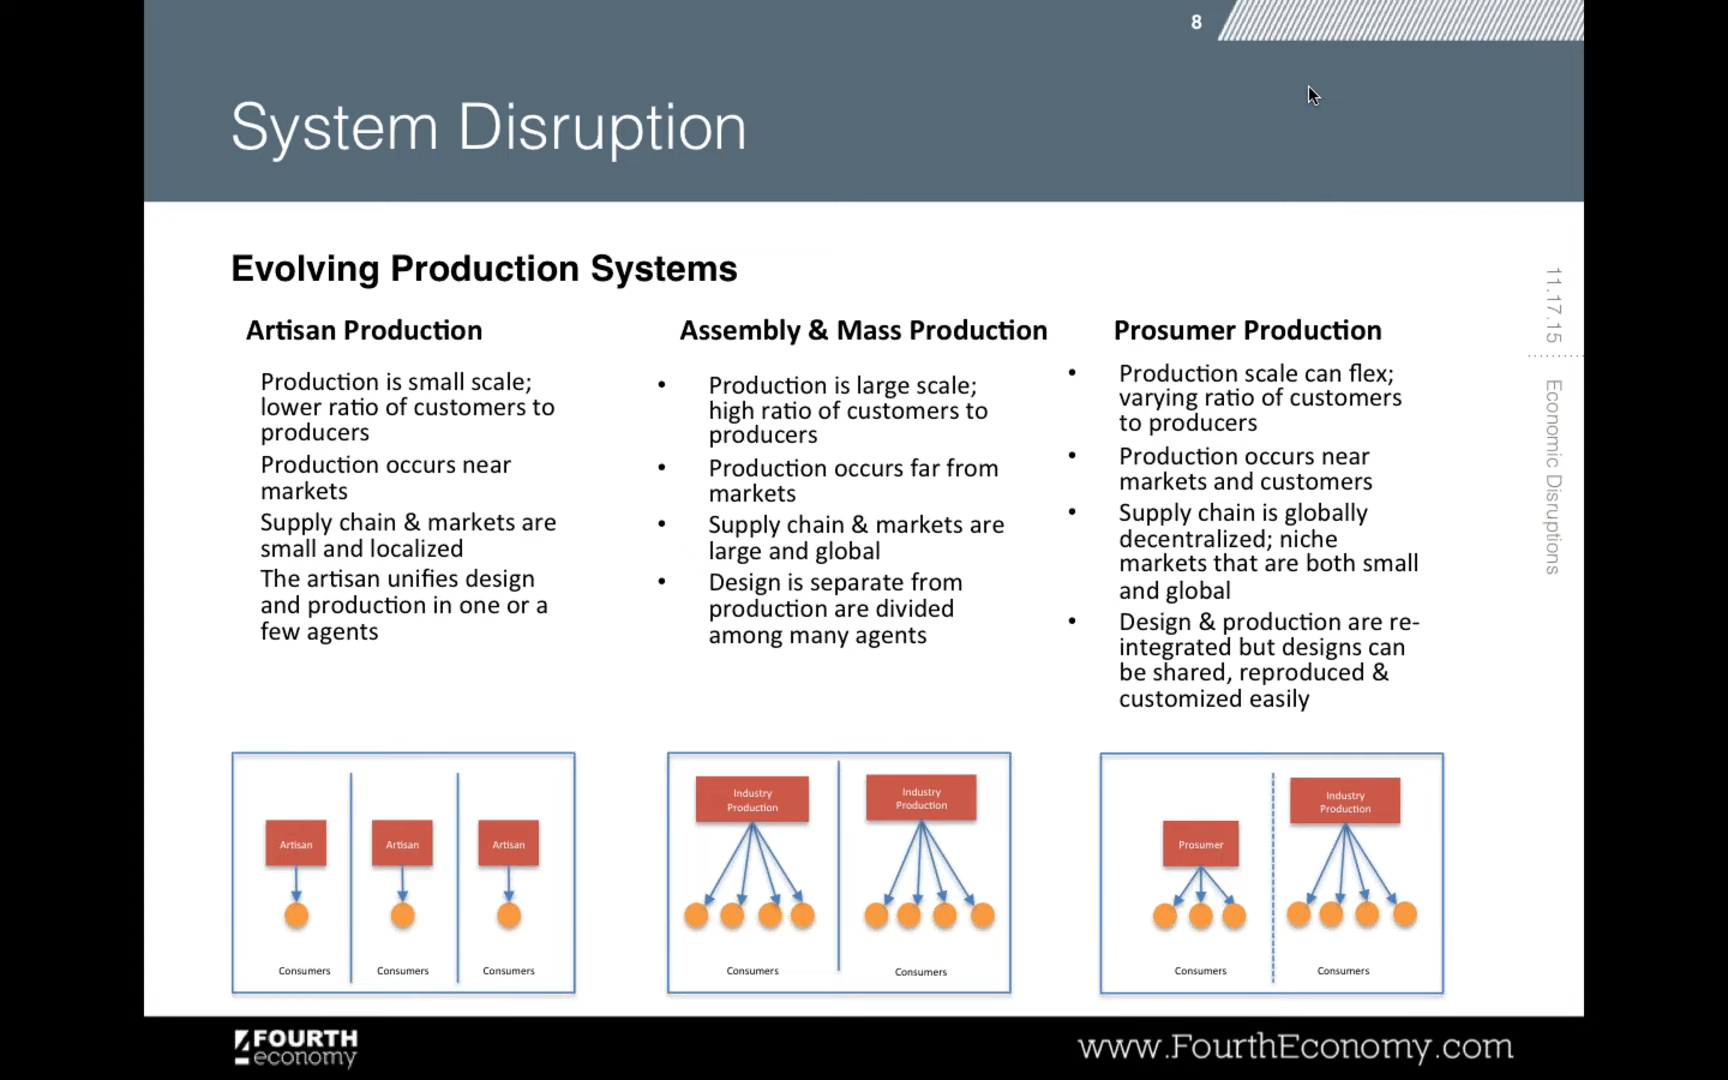 8
System Disruption
Evolving Production Systems
Artisan Production
Production is small scale;
lower ratio of customers to
producers
Production occurs near
markets
Supply chain & markets are
small and localized
The artisan unifies design
and production in one or a
few agents
Assembly & Mass Production
• Production is large scale;
high ratio of customers to
producers
• Production occurs far from
markets
• Supply chain & markets are
large and global
• Design is separate from
production are divided
among many agents
Prosumer Production
• Production scale can flex;
varying ratio of customers
to producers
• Production occurs near
markets and customers
• Supply chain is globally
decentralized; niche
markets that are both small
and global
• Design & production are re-
integrated but designs can
be shared, reproduced &
customized easily
11.17.15
Economic Disruptions
Artisan
Artisan
Artisan
Consumers
Consumers
Consumers
Industry
Production
Industry
Production
Consumers
Consumers
Prosumer
Industry
Production
Consumers
Consumers
4 FOURTH
economy
www.FourthEconomy.com